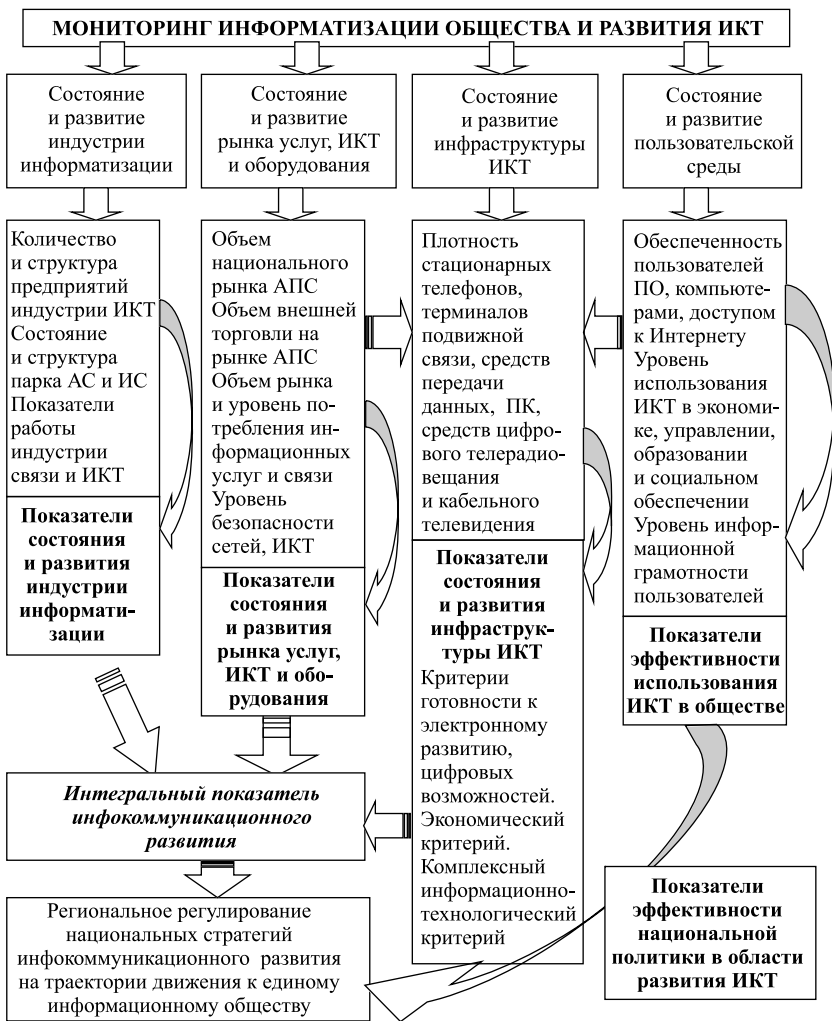 МОНИТОРИНГ ИНФОРМАТИЗАЦИИ ОБЩЕСТВА И РАЗВИТИЯ ИКТ
Состояние
и развитие
индустрии
информатизации
Состояние
и развитие
рынка услуг, ИКТ
и оборудования
Состояние
и развитие
инфраструктуры
ИКТ
Состояние
и развитие
пользовательской
среды
Количество
и структура
предприятий
индустрии ИКТ
Состояние
и структура
парка АС и ИС
Показатели
работы
индустрии
связи и ИКТ
Показатели
состояния
и развития
индустрии
информати-
зации
Объем
национального
рынка АПС
Объем внешней
торговли на
рынке АПС
Объем рынка
и уровень по-
требления ин-
формационных
услуг и связи
Уровень
безопасности
сетей, ИКТ
Показатели
состояния
и развития
рынка услуг,
ИКТ и обо-
рудования
Плотность
стационарных
телефонов,
терминалов
подвижной
связи, средств
передачи
данных, ПК,
средств цифр-
ового телерадио-
вещания
и кабельного
телевидения
Показатели
состояния
и развития
инфраструк-
туры ИКТ
Критерии
готовности к
электронному
развитию,
цифровых
возможностей.
Экономический
критерий.
Комплексный
информационно-
технологический
критерий
Обеспеченность
пользователей
ПО, компьюте-
рами, доступом
к Интернету
Уровень
использования
ИКТ в экономи-
ке, управлении,
образовании
и социальном
обеспечении
Уровень инфор-
мационной
грамотности
пользователей
Показатели
эффективности
использования
ИКТ в обществе
Интегральный показатель
инфокоммуникационного
развития
Региональное регулирование
национальных стратегий
инфокоммуникационного развития
на траектории движения к единому
информационному обществу
Показатели
эффективности
национальной
политики в области
развития ИКТ